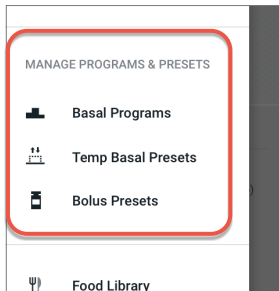 MANAGE PROGRAMS & PRESETS
Basal Programs
Temp Basal Presets
Bolus Presets
Food Library